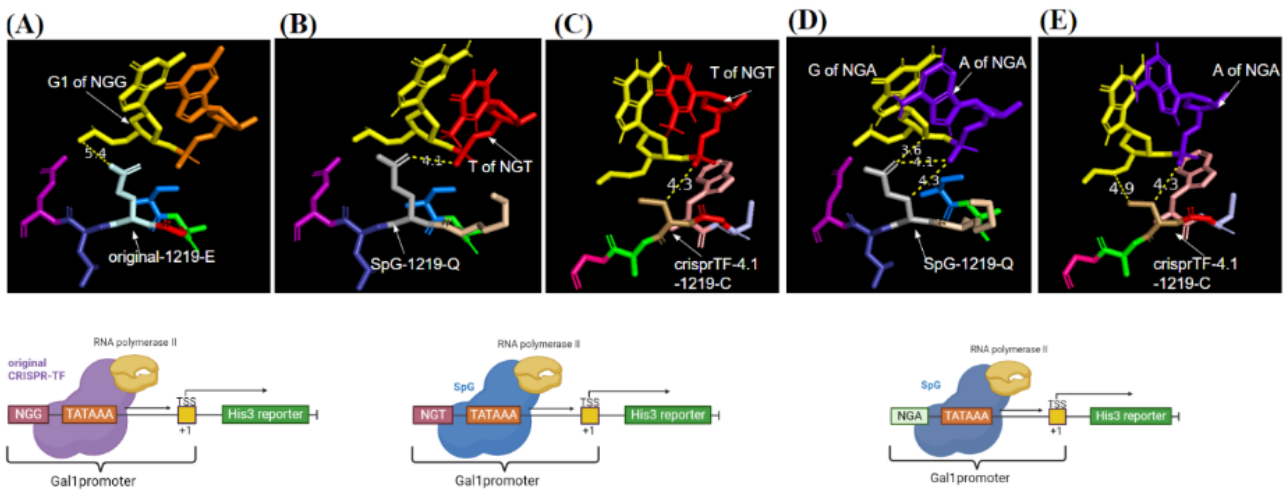 (A)
G1 of NGG
5.4
original-1219-E
(B)
4.1
T of NGT
SpG-1219-Q
(C)
T of NGT
4.3
crisprTF-4.1
-1219-C
(D)
G of NGA
A of NGA
3.6
4.1
4.3
SpG-1219-Q
(E)
A of NGA
4.9
4.3
crisprTF-4.1
-1219-C
RNA polymerase II
original
CRISPR-TF
NGG
TATAAA
TSS
+1
His3 reporter
Gal1promoter
RNA polymerase II
SpG
NGT
TATAAA
TSS
+1
His3 reporter
Gal1promoter
RNA polymerase II
SpG
NGA
TATAAA
TSS
+1
His3 reporter
Gal1promoter